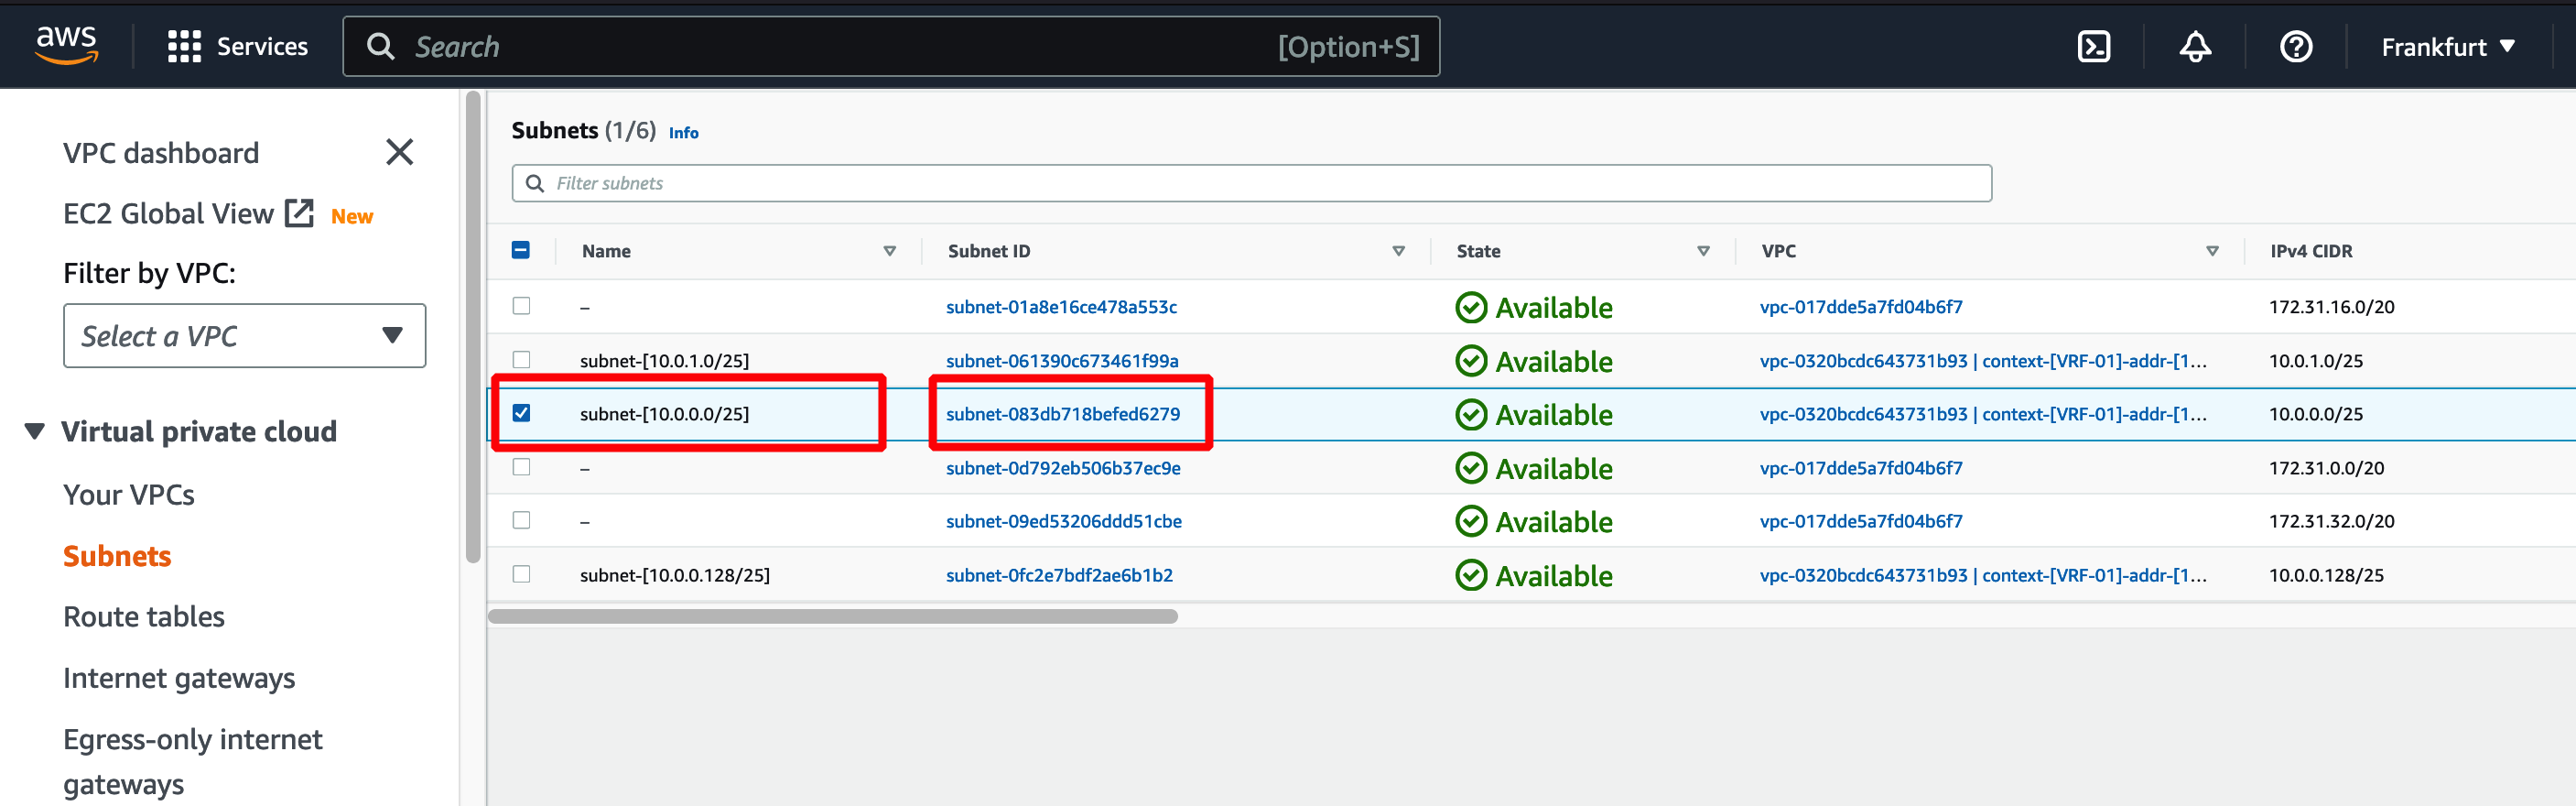 aws Services Search [Option+S] Frankfurt
VPC dashboard
EC2 Global View New
Filter by VPC:
Select a VPC
Virtual private cloud
Your VPCs
Subnets
Route tables
Internet gateways
Egress-only internet
gateways
Subnets (1/6) Info
Filter subnets
Name Subnet ID State VPC IPv4 CIDR
– subnet-01a8e16ce478a553c Available vpc-017dde5a7fd04b6f7 172.31.16.0/20
subnet-[10.0.1.0/25] subnet-061390c673461f99a Available vpc-0320bcdc643731b93 | context-[VRF-01]-addr-[1... 10.0.1.0/25
subnet-[10.0.0.0/25] subnet-083db718befed6279 Available vpc-0320bcdc643731b93 | context-[VRF-01]-addr-[1... 10.0.0.0/25
– subnet-0d792eb506b37ec9e Available vpc-017dde5a7fd04b6f7 172.31.0.0/20
– subnet-09ed53206ddd51cbe Available vpc-017dde5a7fd04b6f7 172.31.32.0/20
subnet-[10.0.0.128/25] subnet-0fc2e7bdf2ae6b1b2 Available vpc-0320bcdc643731b93 | context-[VRF-01]-addr-[1... 10.0.0.128/25